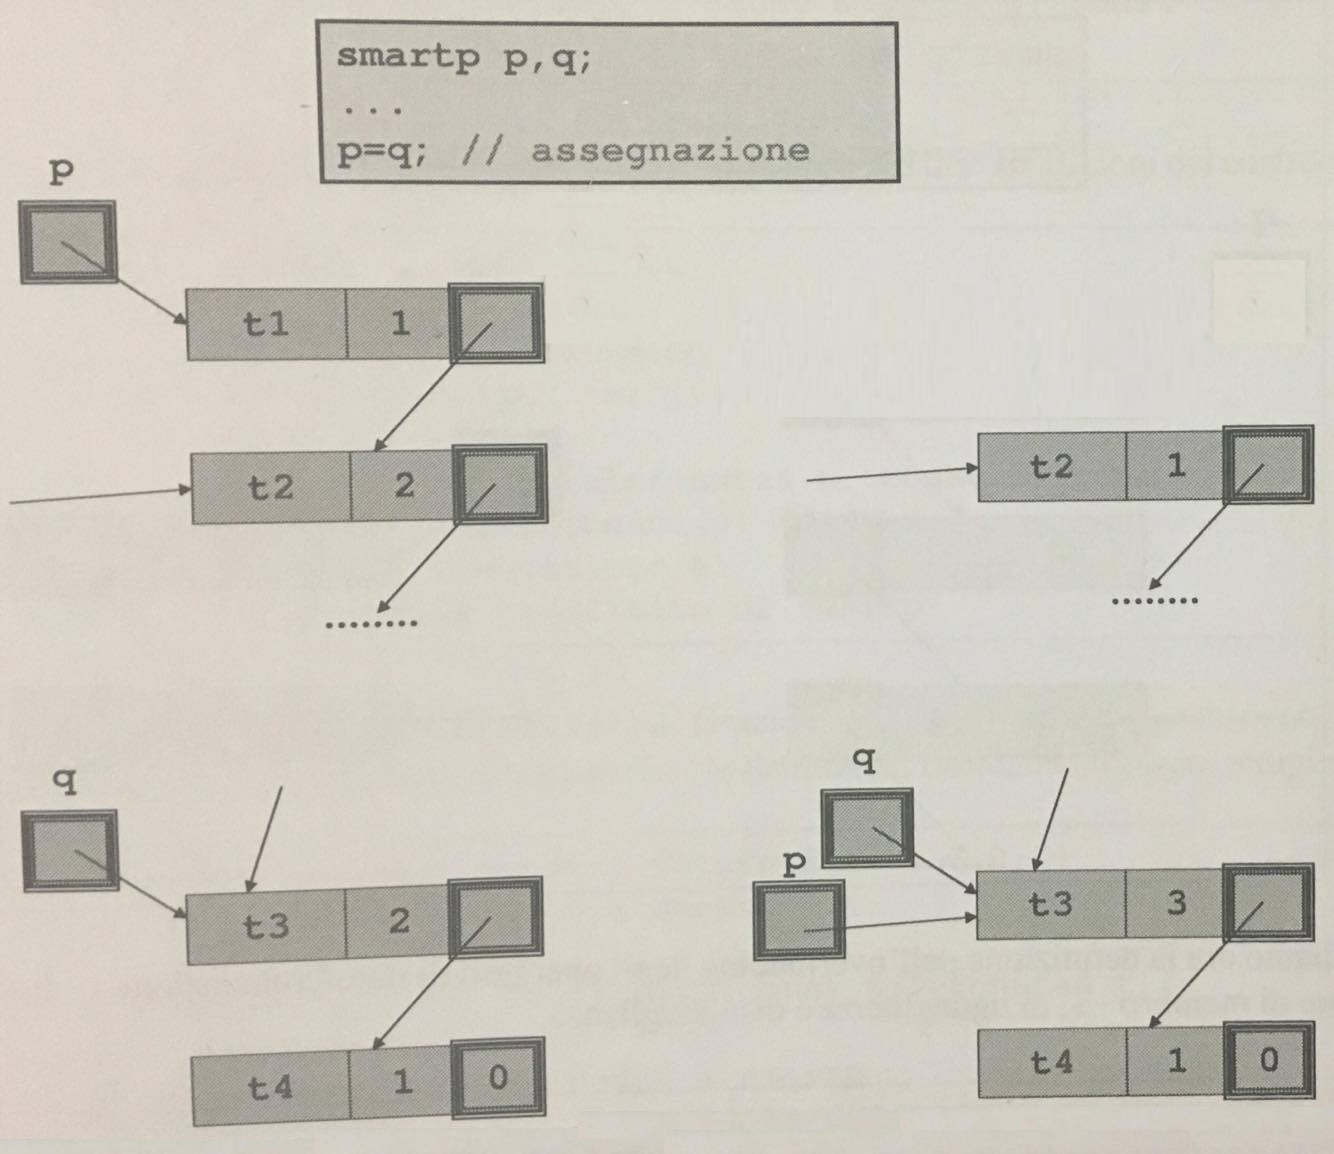 smartp p,q;
...
p=q; // assegnazione
p
t1 1
t2 2
t2 1
........
........
q
q
p
t3 2
t3 3
t4 1 0
t4 1 0